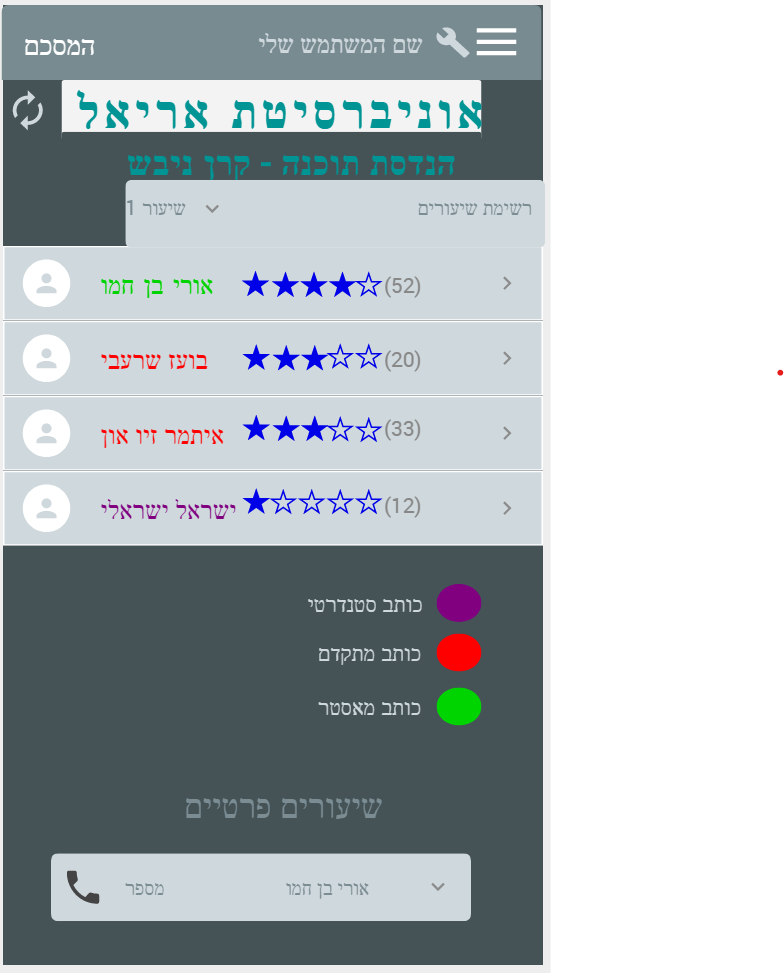 שם המשתמש שלי המסכם
אוניברסיטת אריאל
הנדסת תוכנה - קרן ניבש
רשימת שיעורים שיעור 1
אורי בן חמו (52)
בועז שרעבי (20)
איתמר זיו און (33)
ישראל ישראלי (12)
כותב סטנדרטי
כותב מתקדם
כותב מאסטר
שיעורים פרטיים
אורי בן חמו מספר